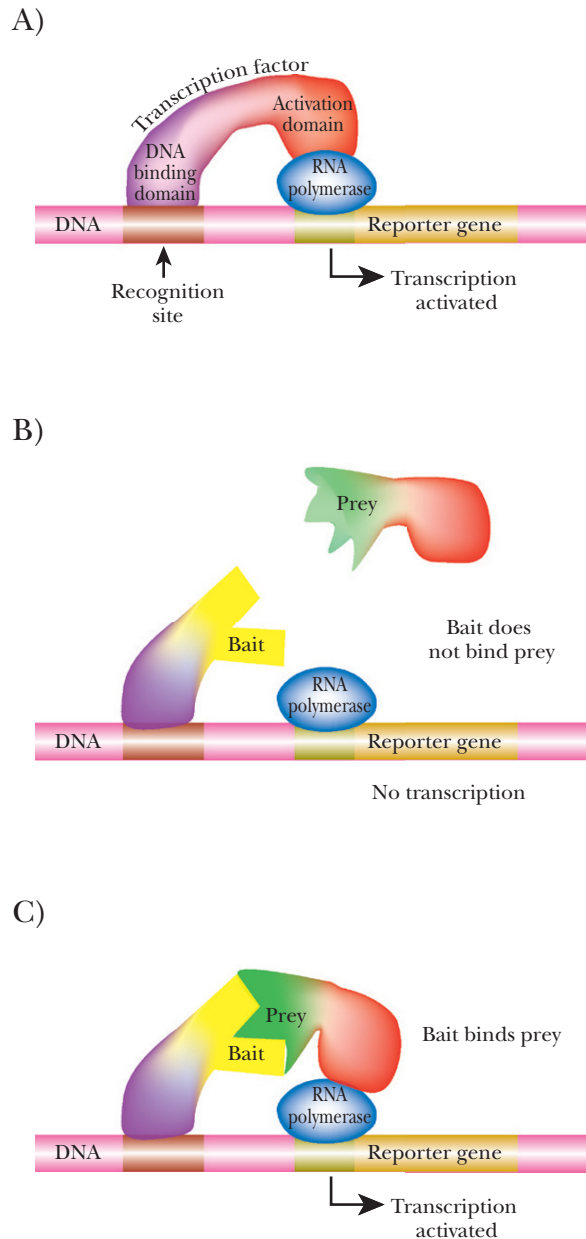 A)
Transcription factor
Activation
domain
DNA
binding
domain
RNA
polymerase
DNA
Reporter gene
Recognition
site
Transcription
activated
B)
Prey
Bait
Bait does
not bind prey
RNA
polymerase
DNA
Reporter gene
No transcription
C)
Prey
Bait
Bait binds prey
RNA
polymerase
DNA
Reporter gene
Transcription
activated